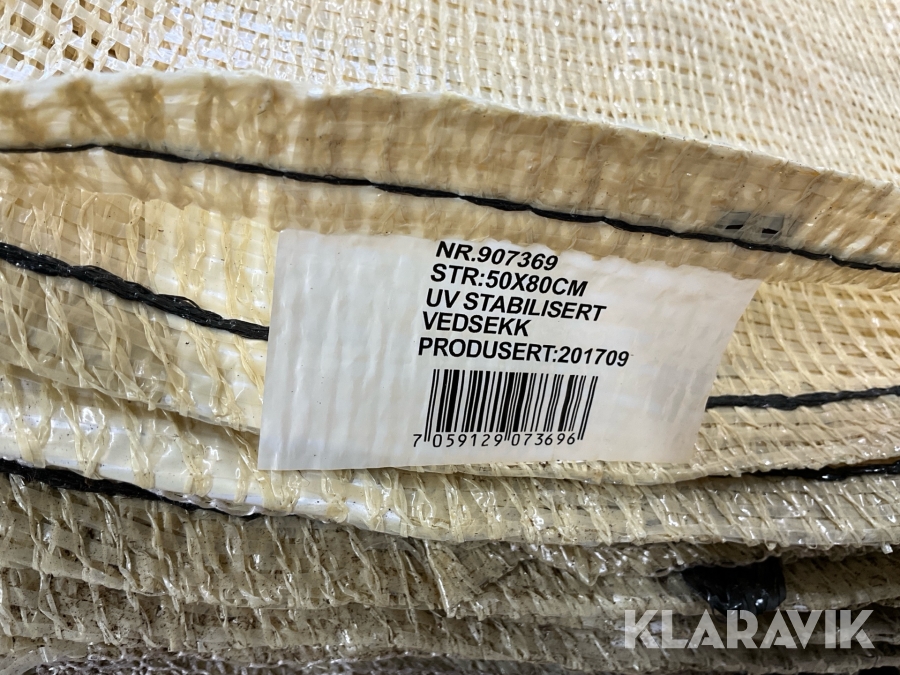 NR.907369
STR:50X80CM
UV STABILISERT
VEDSEKK
PRODUSERT:201709
7 059129 073696
KLARAVIK